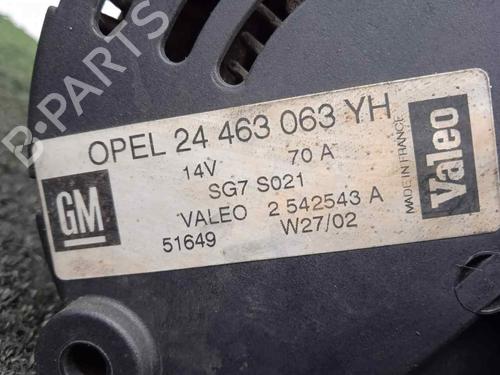 B-PARTS
OPEL 24 463 063 YH
14V 70 A
SG7 S021
VALEO 2 542543 A
51649 W27/02
GM
MADE IN FRANCE
Valeo